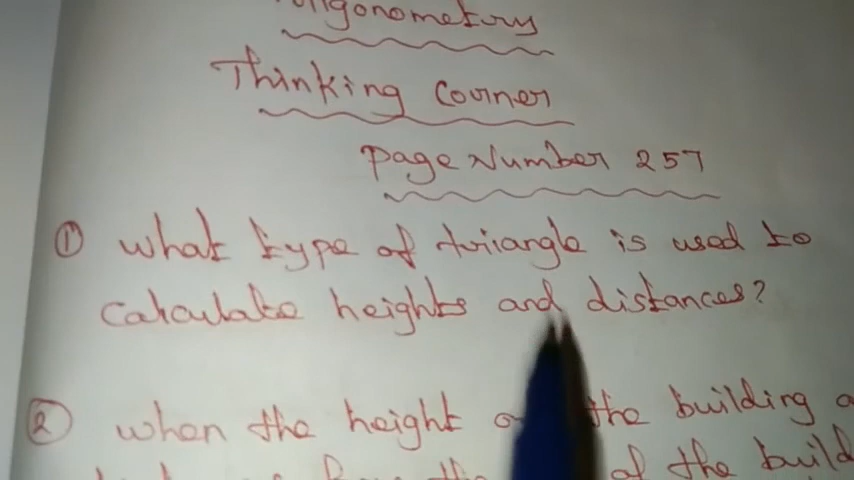 Trigonometry
Thinking Corner
Page Number 257
① What type of triangle is used to
calculate heights and distances?
② when the height the building
of the build